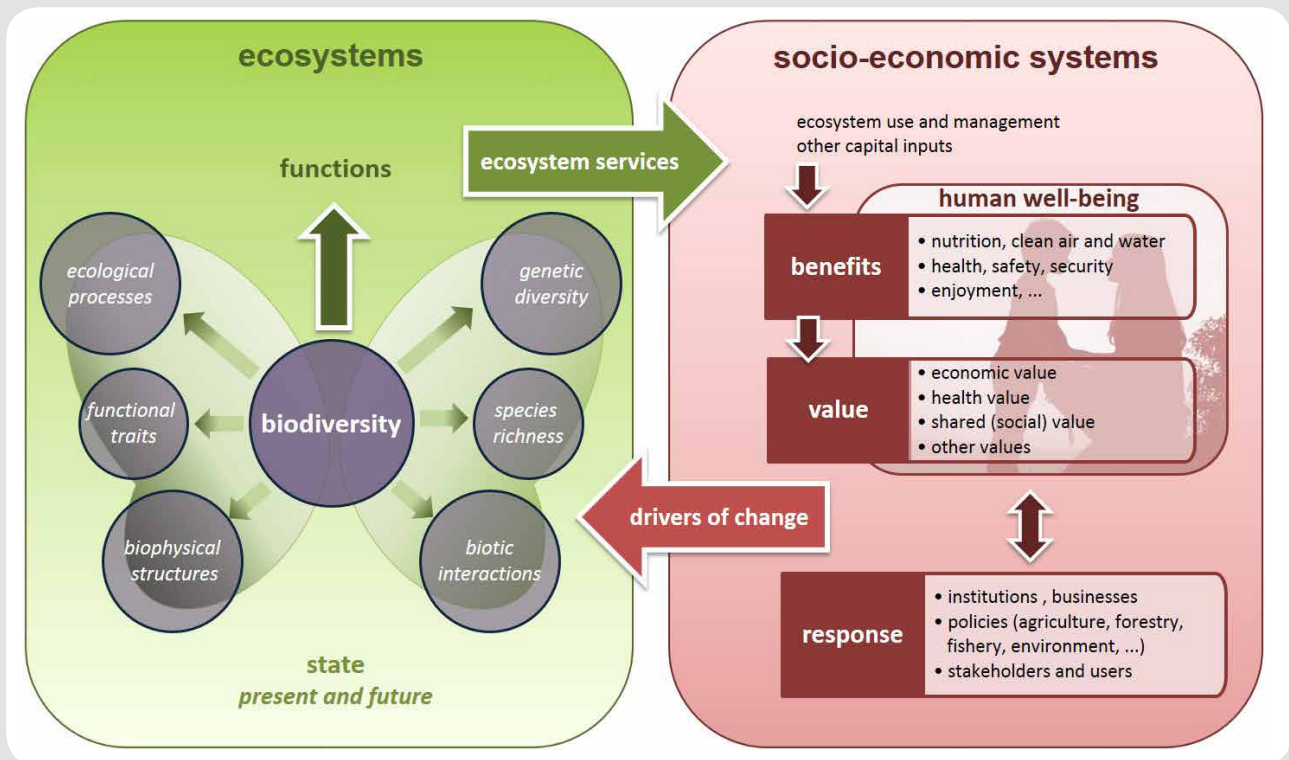 ecosystems
functions
ecosystem services
ecological
processes
genetic
diversity
functional
traits
biodiversity
species
richness
biophysical
structures
biotic
interactions
state
present and future
socio-economic systems
ecosystem use and management
other capital inputs
human well-being
benefits
• nutrition, clean air and water
• health, safety, security
• enjoyment, ...
value
• economic value
• health value
• shared (social) value
• other values
drivers of change
response
• institutions , businesses
• policies (agriculture, forestry,
fishery, environment, ...)
• stakeholders and users